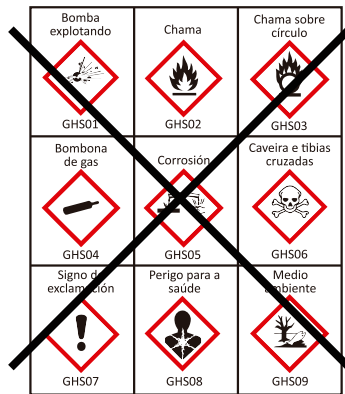 Bomba
explotando
Chama
Chama sobre
círculo
GHS01
GHS02
GHS03
Bombona
de gas
Corrosión
Caveira e tibias
cruzadas
GHS04
GHS05
GHS06
Signo de
exclamación
Perigo para a
saúde
Medio
ambiente
GHS07
GHS08
GHS09